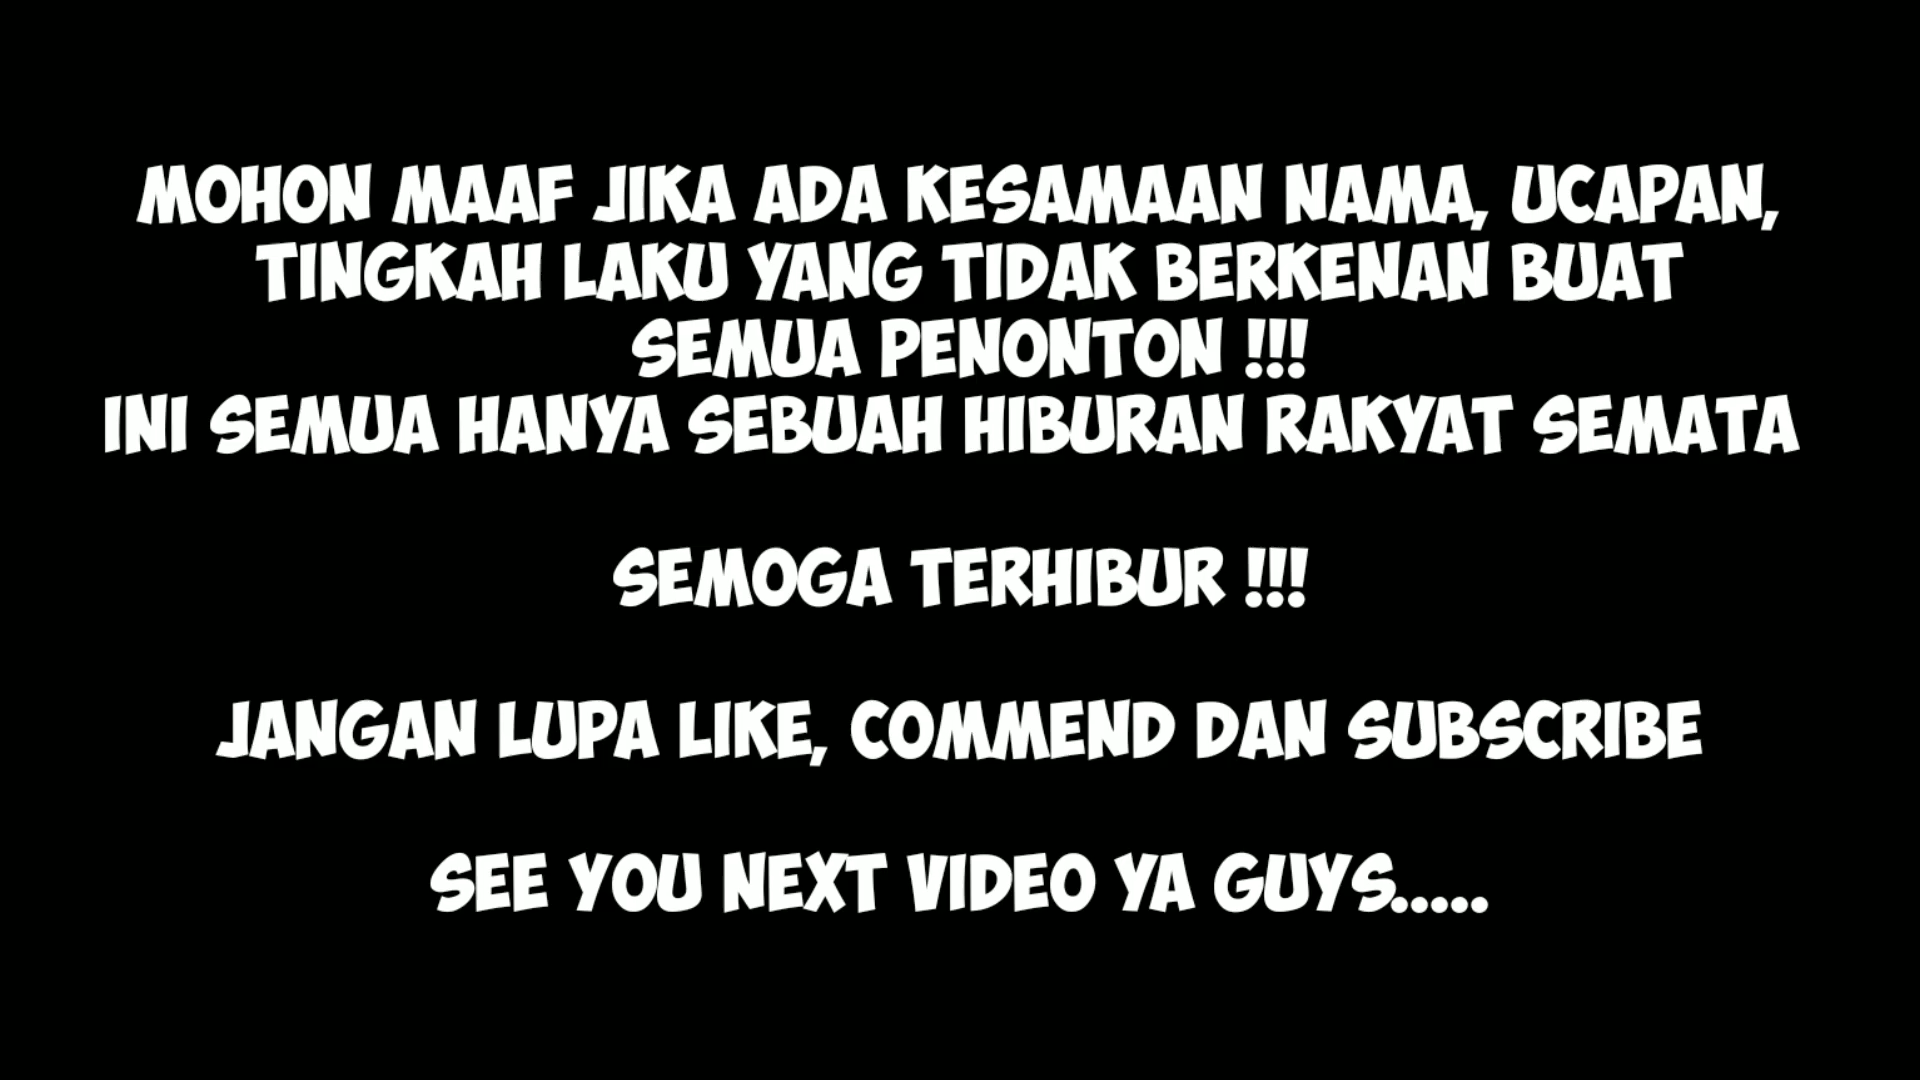 MOHON MAAF JIKA ADA KESAMAAN NAMA, UCAPAN,
TINGKAH LAKU YANG TIDAK BERKENAN BUAT
SEMUA PENONTON !!!
INI SEMUA HANYA SEBUAH HIBURAN RAKYAT SEMATA
SEMOGA TERHIBUR !!!
JANGAN LUPA LIKE, COMMEND DAN SUBSCRIBE
SEE YOU NEXT VIDEO YA GUYS.....